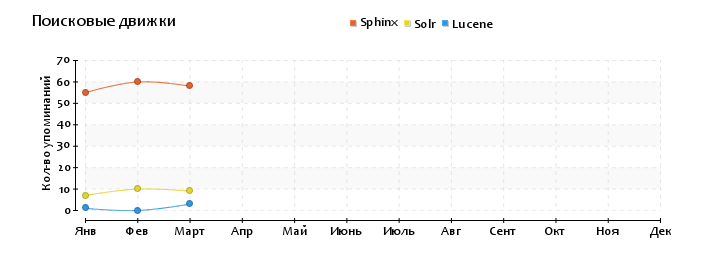 Поисковые движки
Sphinx Solr Lucene
Кол-во упоминаний
70
60
50
40
30
20
10
0
Янв Фев Март Апр Май Июнь Июль Авг Сент Окт Ноя Дек